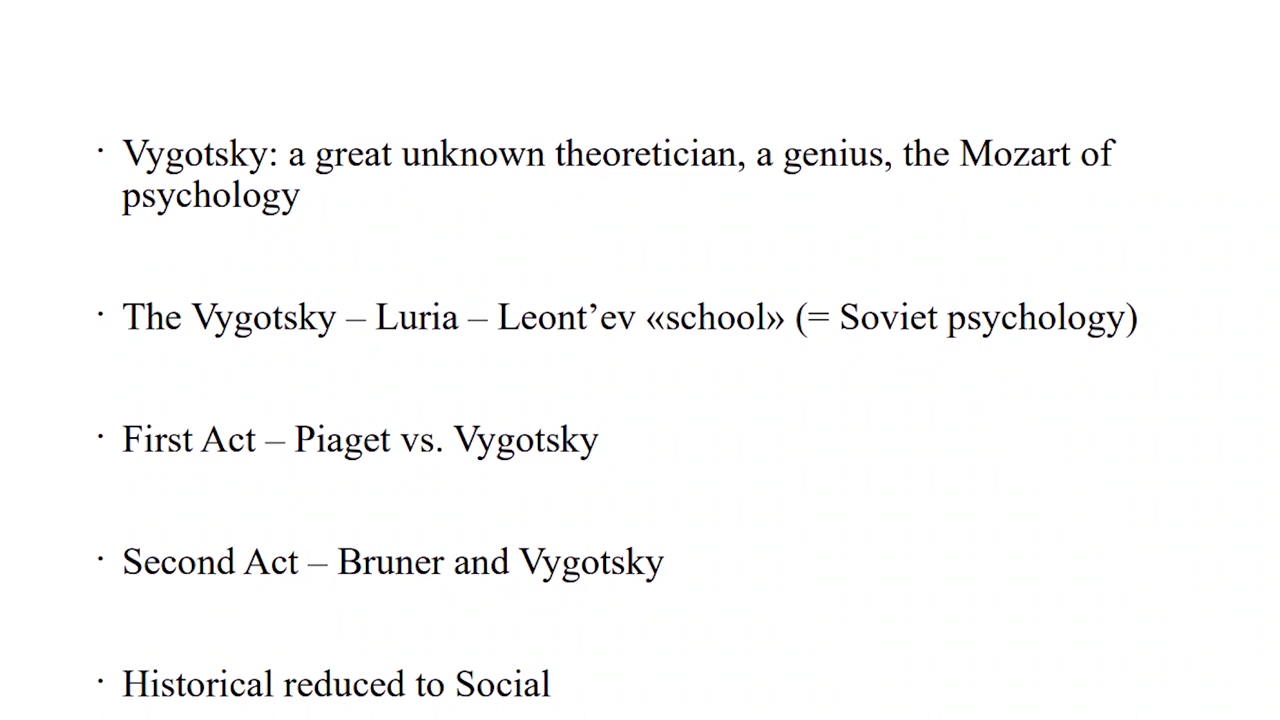 · Vygotsky: a great unknown theoretician, a genius, the Mozart of
psychology
· The Vygotsky – Luria – Leont’ev «school» (= Soviet psychology)
· First Act – Piaget vs. Vygotsky
· Second Act – Bruner and Vygotsky
· Historical reduced to Social